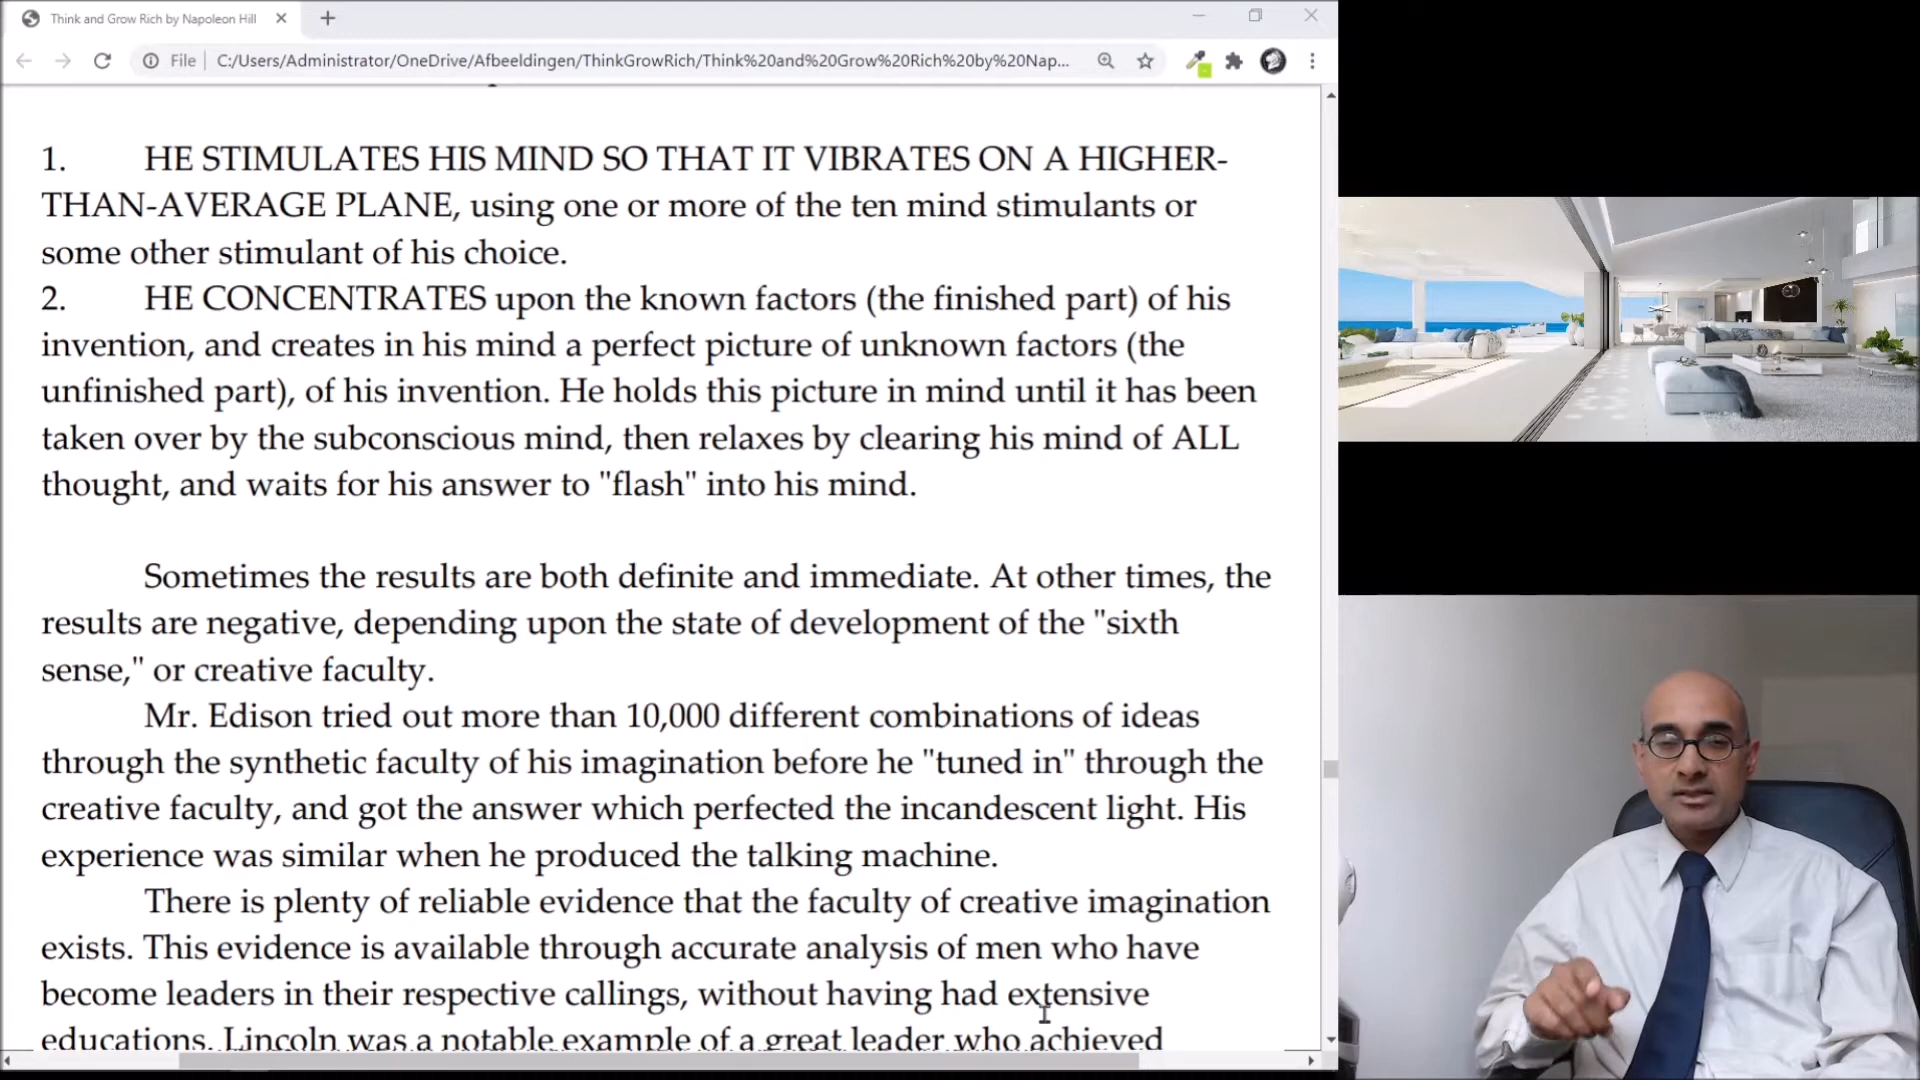 Think and Grow Rich by Napoleon Hill
File
C:/Users/Administrator/OneDrive/Afbeeldingen/ThinkGrowRich/Think%20and%20Grow%20Rich%20by%20Nap...
1. HE STIMULATES HIS MIND SO THAT IT VIBRATES ON A HIGHER-
THAN-AVERAGE PLANE, using one or more of the ten mind stimulants or
some other stimulant of his choice.
2. HE CONCENTRATES upon the known factors (the finished part) of his
invention, and creates in his mind a perfect picture of unknown factors (the
unfinished part), of his invention. He holds this picture in mind until it has been
taken over by the subconscious mind, then relaxes by clearing his mind of ALL
thought, and waits for his answer to "flash" into his mind.
Sometimes the results are both definite and immediate. At other times, the
results are negative, depending upon the state of development of the "sixth
sense," or creative faculty.
Mr. Edison tried out more than 10,000 different combinations of ideas
through the synthetic faculty of his imagination before he "tuned in" through the
creative faculty, and got the answer which perfected the incandescent light. His
experience was similar when he produced the talking machine.
There is plenty of reliable evidence that the faculty of creative imagination
exists. This evidence is available through accurate analysis of men who have
become leaders in their respective callings, without having had extensive
educations. Lincoln was a notable example of a great leader who achieved